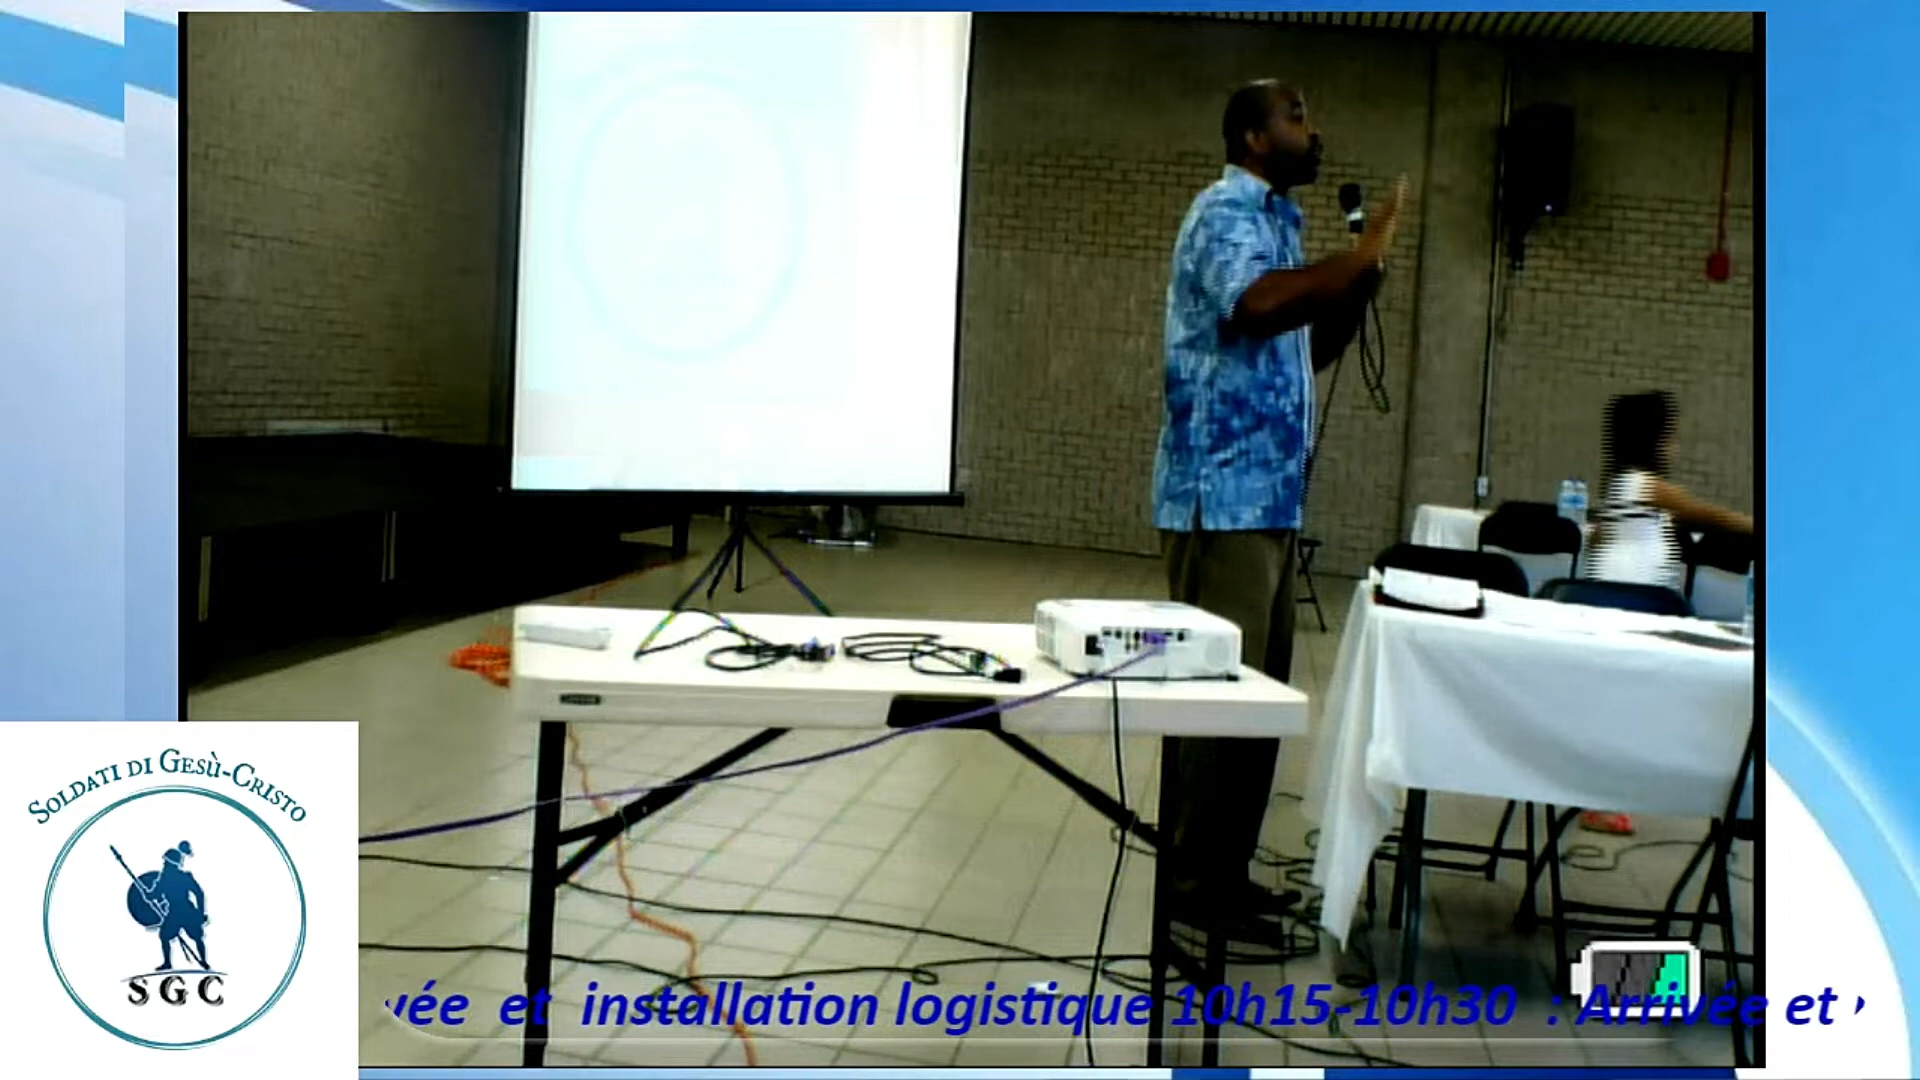 SOLDATI DI GESÙ-CRISTO
SGC
vée et installation logistique 10h15-10h30 : Arrivée et